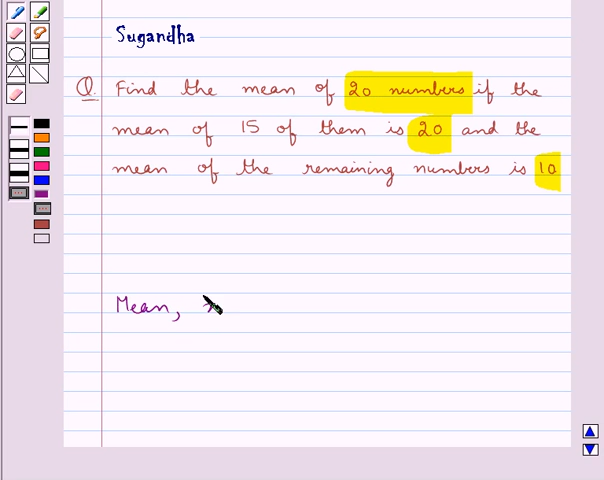 Sugandha
Q. Find the mean of 20 numbers if the
mean of 15 of them is 20 and the
mean of the remaining numbers is 10
Mean,